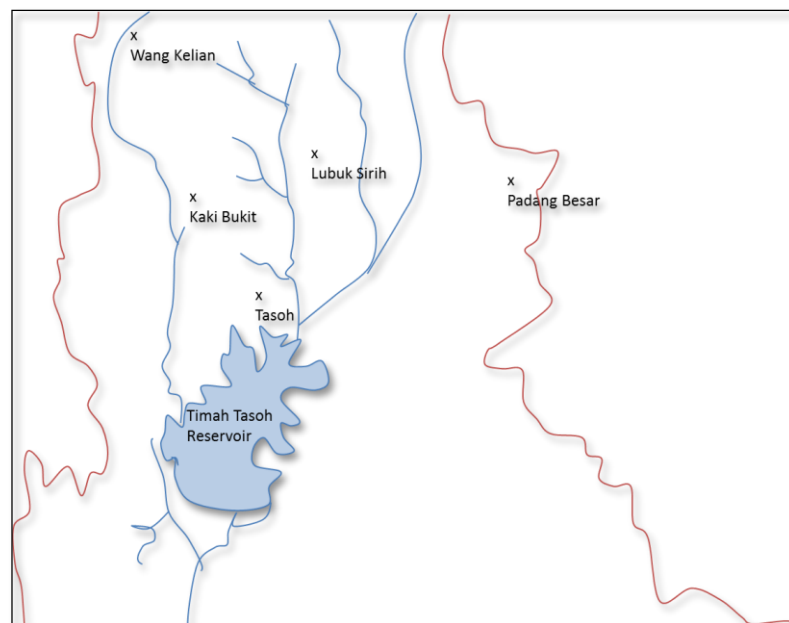 x
Wang Kelian
x
Lubuk Sirih
x
Padang Besar
x
Kaki Bukit
x
Tasoh
Timah Tasoh
Reservoir